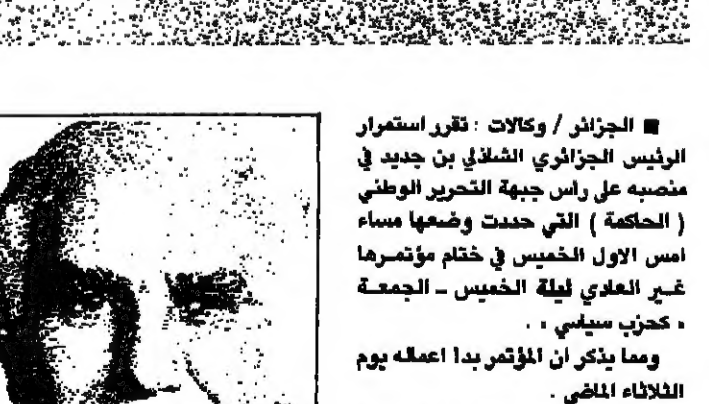 ■ الجزائر / وكالات : تقرر استمرار
الرئيس الجزائري الشاذلي بن جديد في
منصبه على راس جبهة التحرير الوطني
( الحاكمة ) التي حددت وضعها مساء
امس الاول الخميس في ختام مؤتمرها
غير العادي ليلة الخميس ــ الجمعة
« كحزب سياسي » .
ومما يذكر ان المؤتمر بدا اعماله يوم
الثلاثاء الماضي .